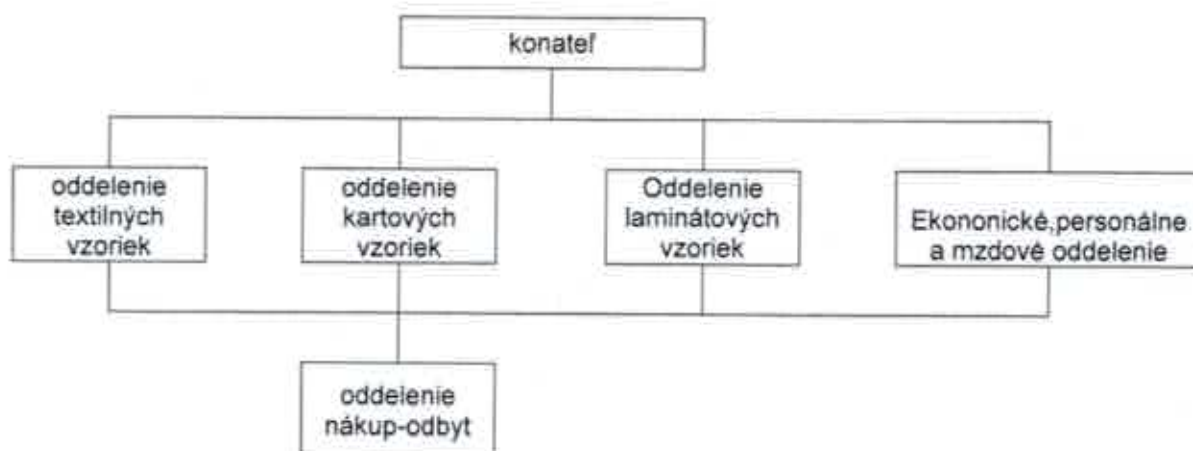 konateľ
oddelenie
textilných
vzoriek
oddelenie
kartových
vzoriek
Oddelenie
laminátových
vzoriek
Ekononické,personálne
a mzdové oddelenie
oddelenie
nákup-odbyt